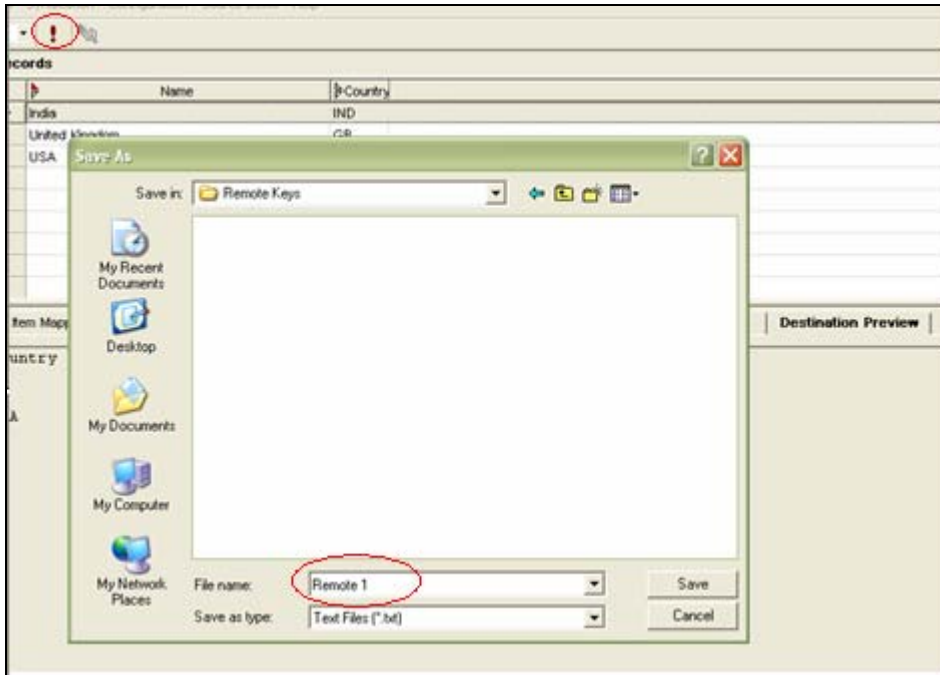 !
ecords
Name Country
India IND
United Kingdom GB
USA
Save As
Save in: Remote Keys
My Recent Documents
Desktop
My Documents
My Computer
My Network Places
Item Mapp
Destination Preview
untry
A
File name: Remote 1 Save
Save as type: Text Files (*.txt) Cancel